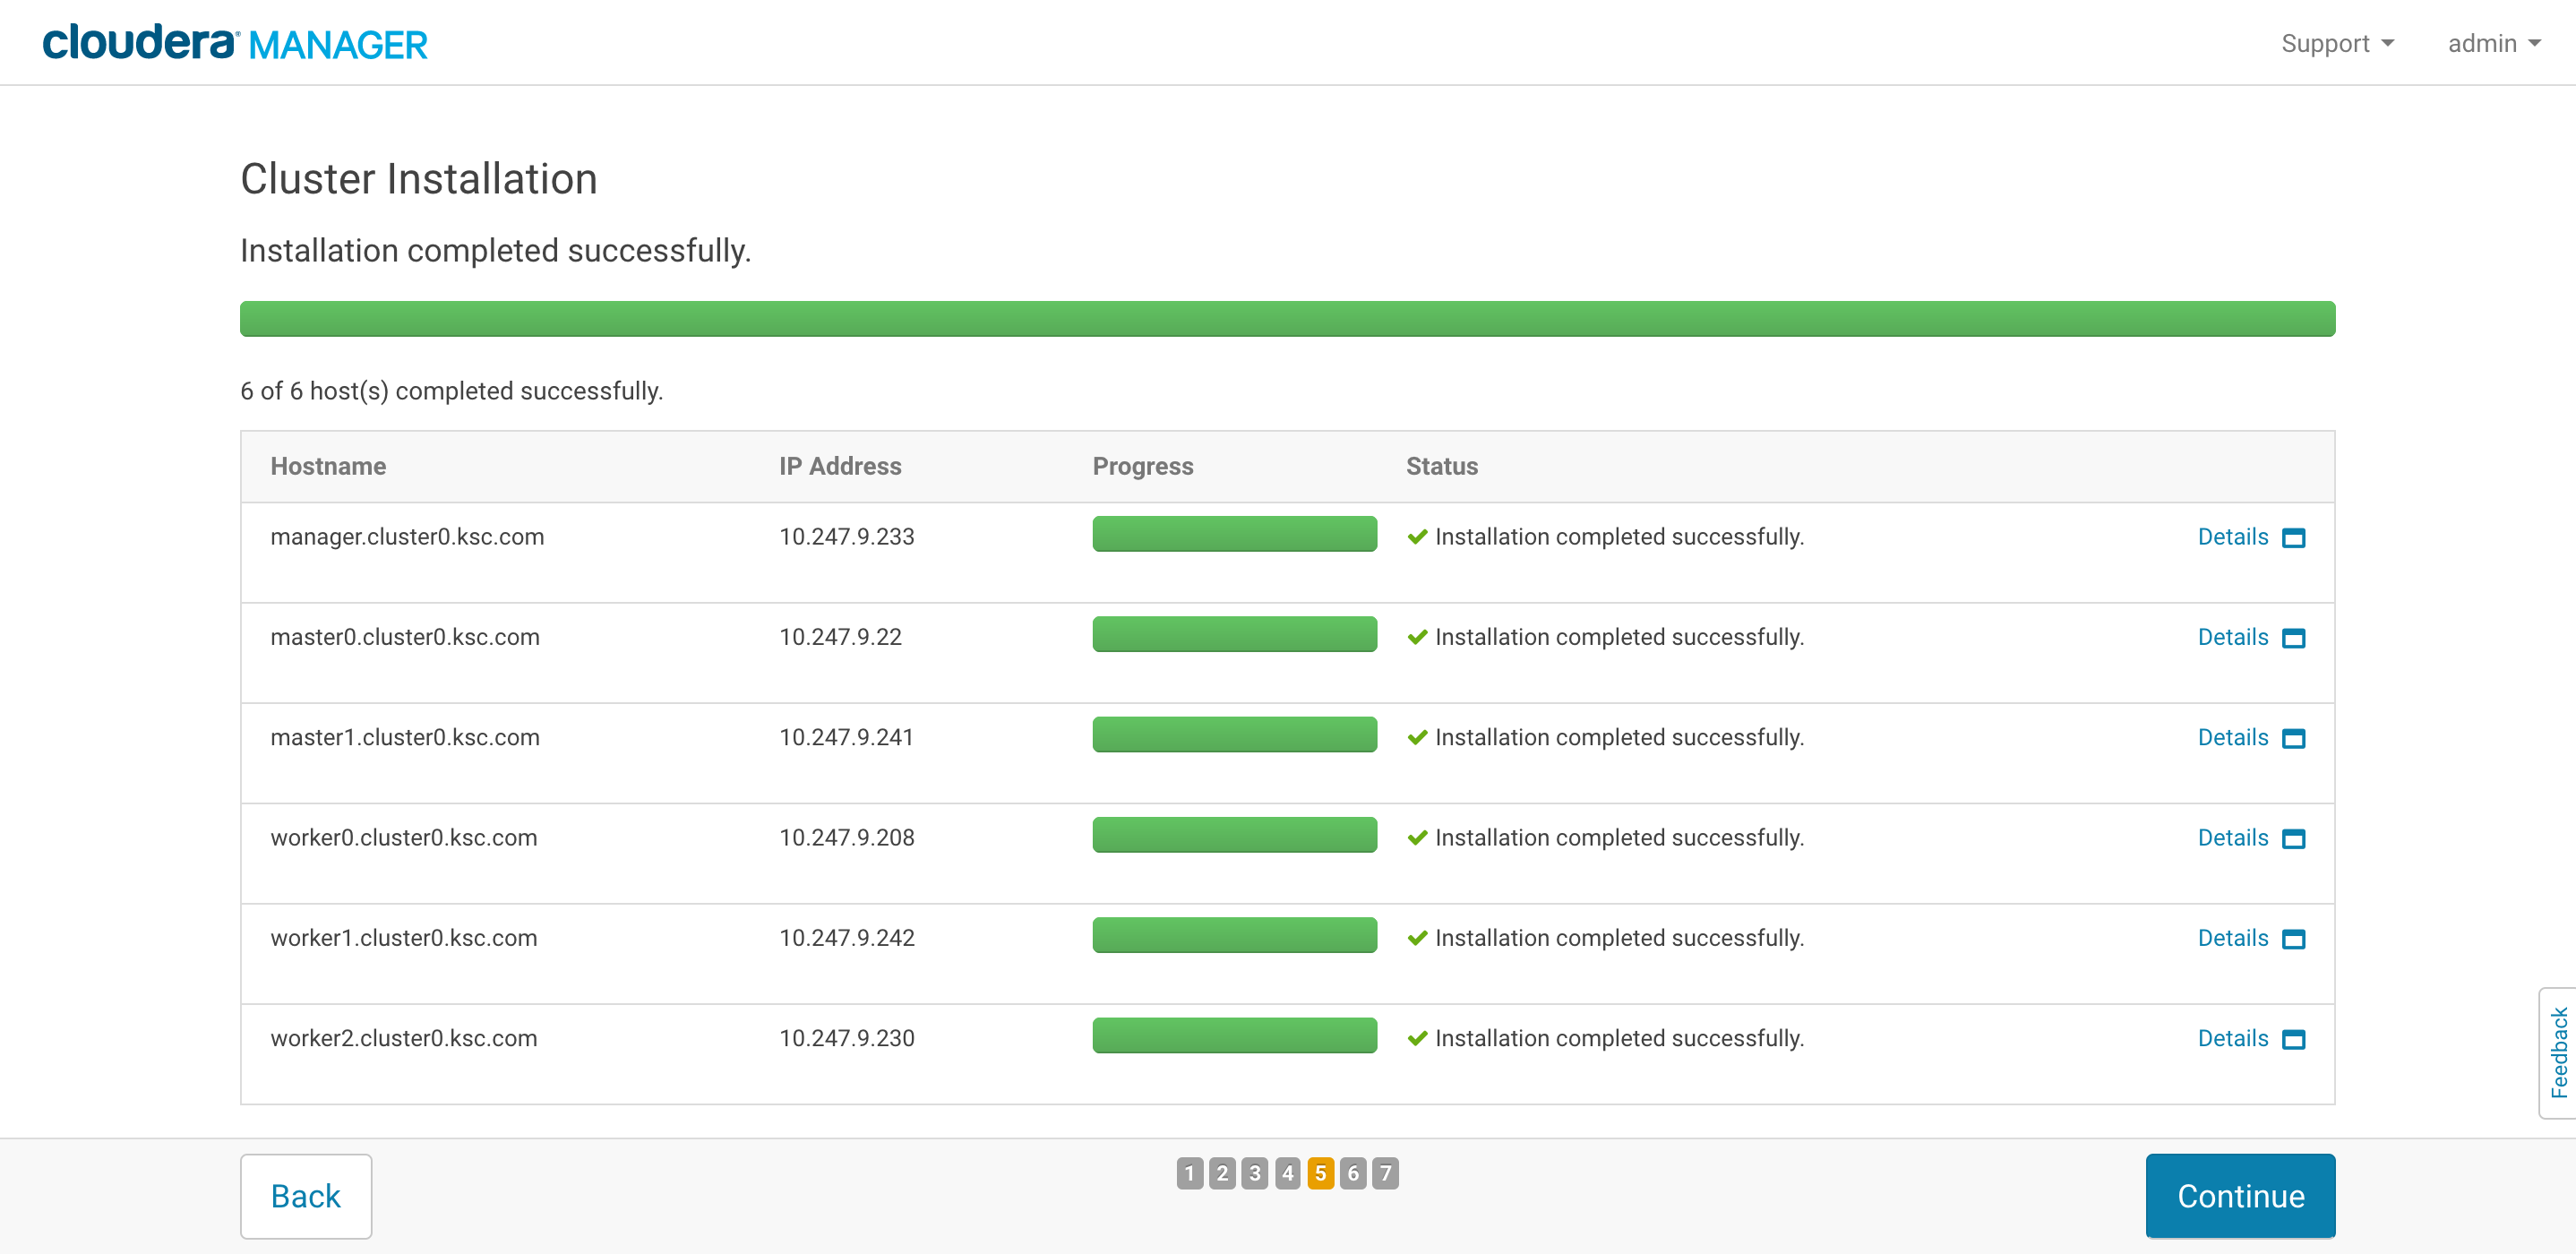 cloudera MANAGER
Support admin
Cluster Installation
Installation completed successfully.
6 of 6 host(s) completed successfully.
Hostname IP Address Progress Status
manager.cluster0.ksc.com 10.247.9.233 Installation completed successfully. Details
master0.cluster0.ksc.com 10.247.9.22 Installation completed successfully. Details
master1.cluster0.ksc.com 10.247.9.241 Installation completed successfully. Details
worker0.cluster0.ksc.com 10.247.9.208 Installation completed successfully. Details
worker1.cluster0.ksc.com 10.247.9.242 Installation completed successfully. Details
worker2.cluster0.ksc.com 10.247.9.230 Installation completed successfully. Details
Feedback
Back 1 2 3 4 5 6 7 Continue